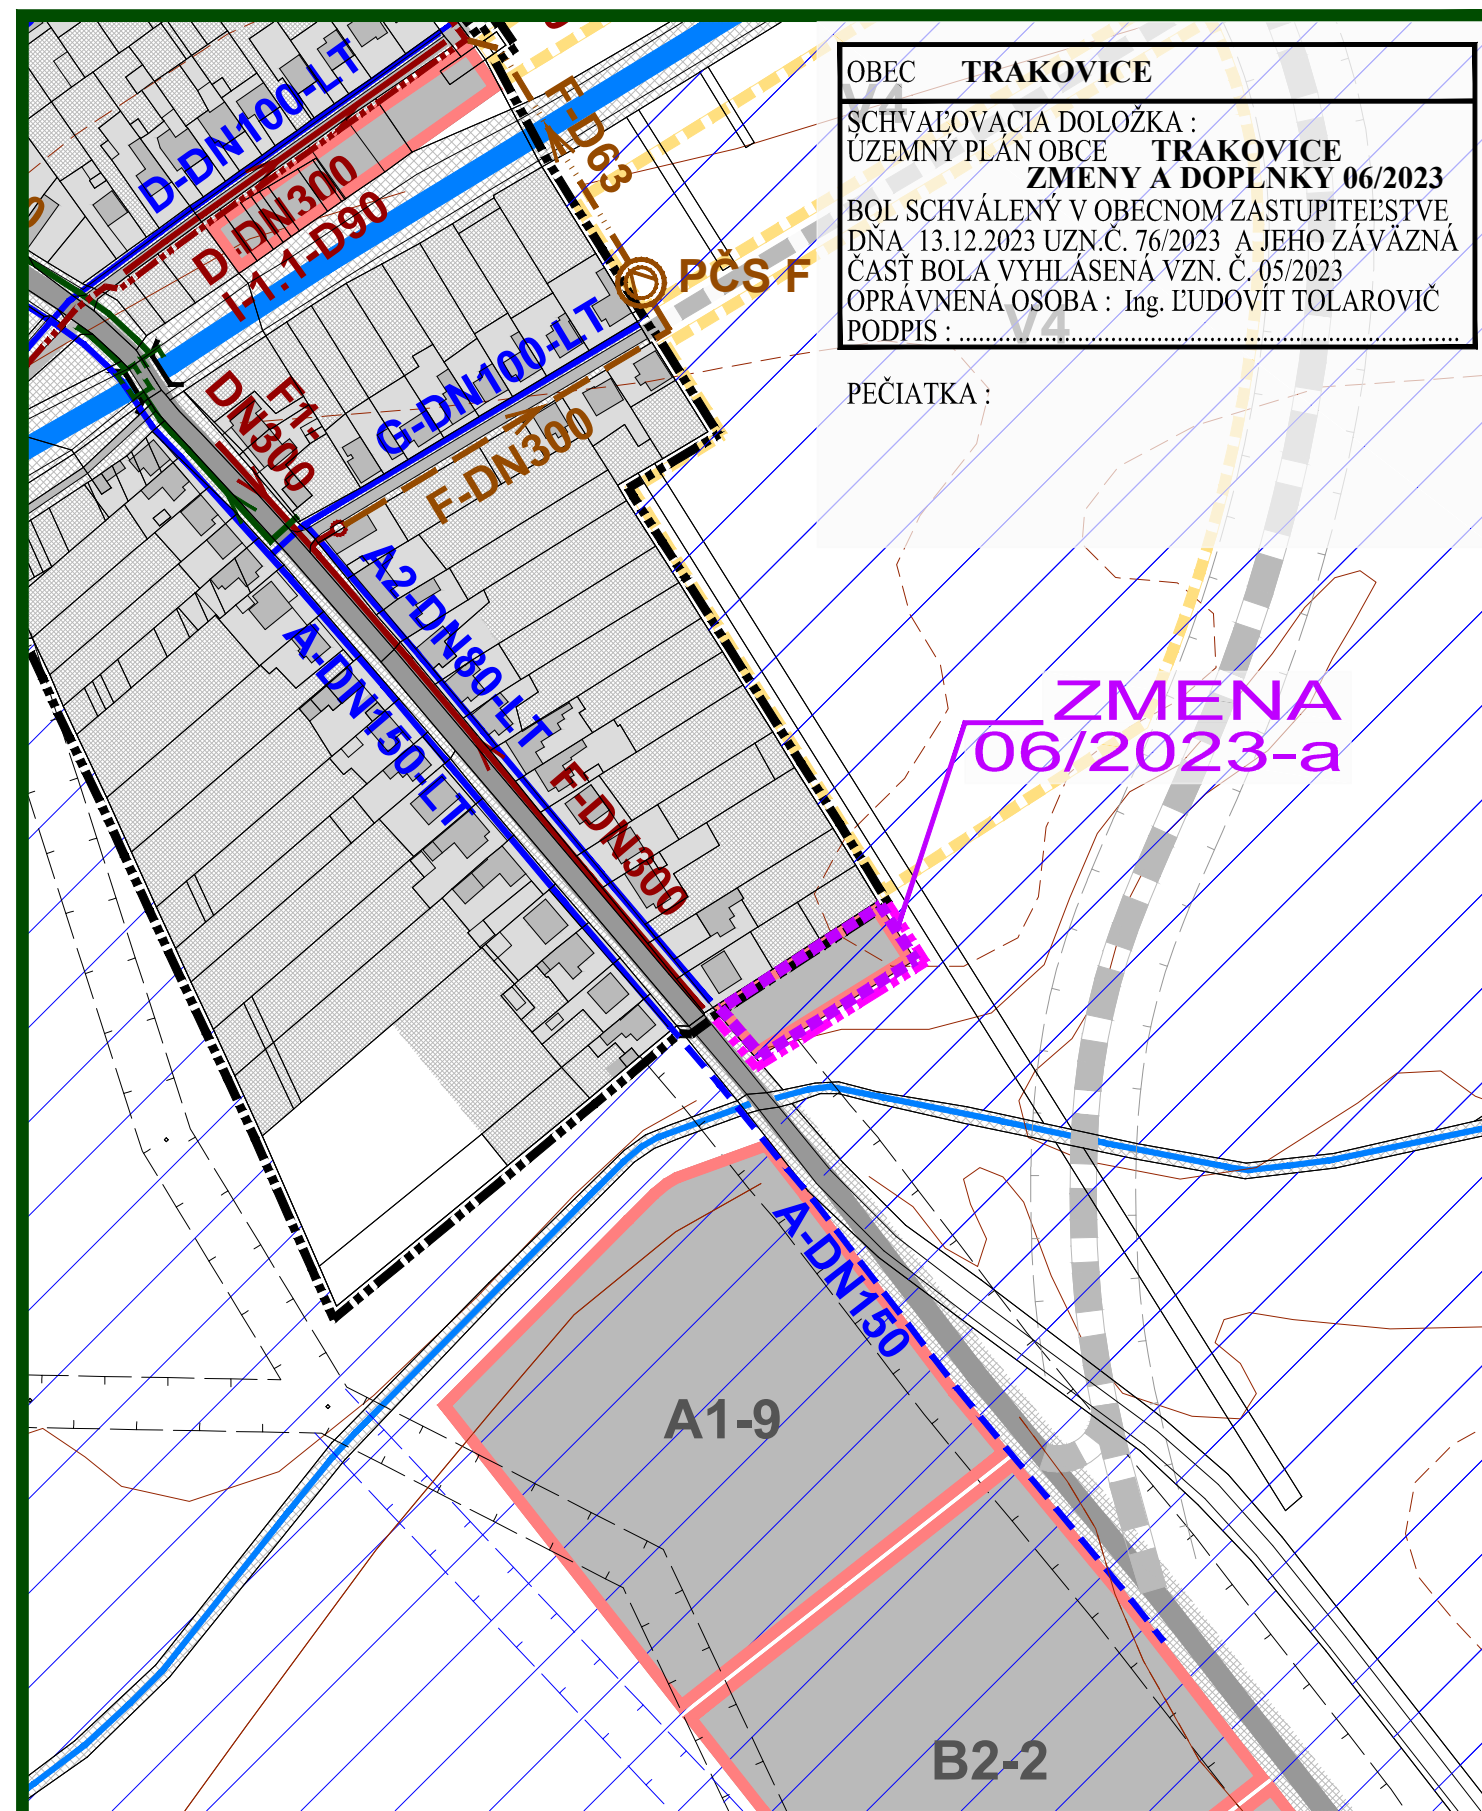 OBEC TRAKOVICE
SCHVAĽOVACIA DOLOŽKA :
ÚZEMNÝ PLÁN OBCE TRAKOVICE
ZMENY A DOPLNKY 06/2023
BOL SCHVÁLENÝ V OBECNOM ZASTUPITEĽSTVE
DŇA 13.12.2023 UZN.Č. 76/2023 A JEHO ZÁVÄZNÁ
ČASŤ BOLA VYHLÁSENÁ VZN. Č. 05/2023
OPRÁVNENÁ OSOBA : Ing. ĽUDOVÍT TOLAROVIČ
PODPIS : ...............................................................................
PEČIATKA :
V4
V4
D-DN100-LT
D-DN300
I-1.1-D90
F-D63
PČS F
F1-
DN300
G-DN100-LT
F-DN300
A2-DN80-LT
A-DN150-LT
F-DN300
ZMENA
06/2023-a
A-DN150
A1-9
B2-2